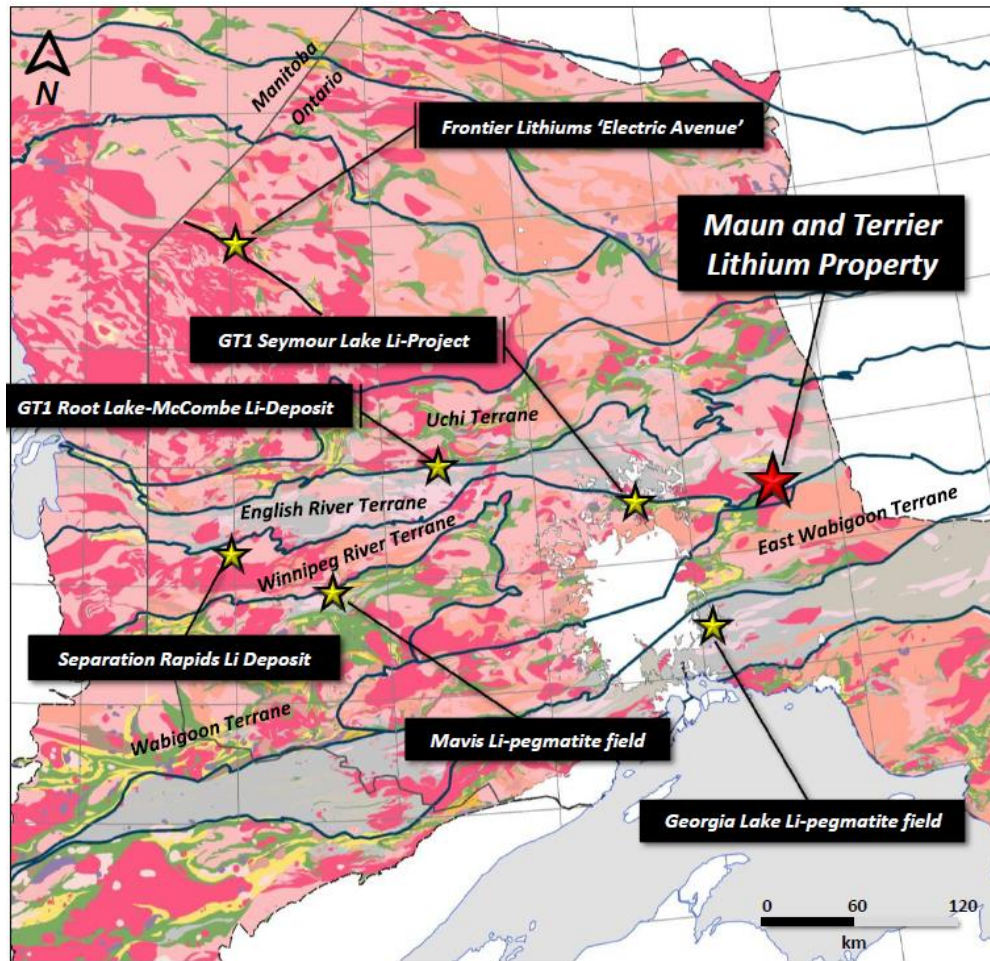 N
Manitoba
Ontario
Frontier Lithiums ‘Electric Avenue’
Maun and Terrier
Lithium Property
GT1 Seymour Lake Li-Project
GT1 Root Lake-McCombe Li-Deposit
Uchi Terrane
English River Terrane
East Wabigoon Terrane
Winnipeg River Terrane
Separation Rapids Li Deposit
Wabigoon Terrane
Mavis Li-pegmatite field
Georgia Lake Li-pegmatite field
0 60 120
km